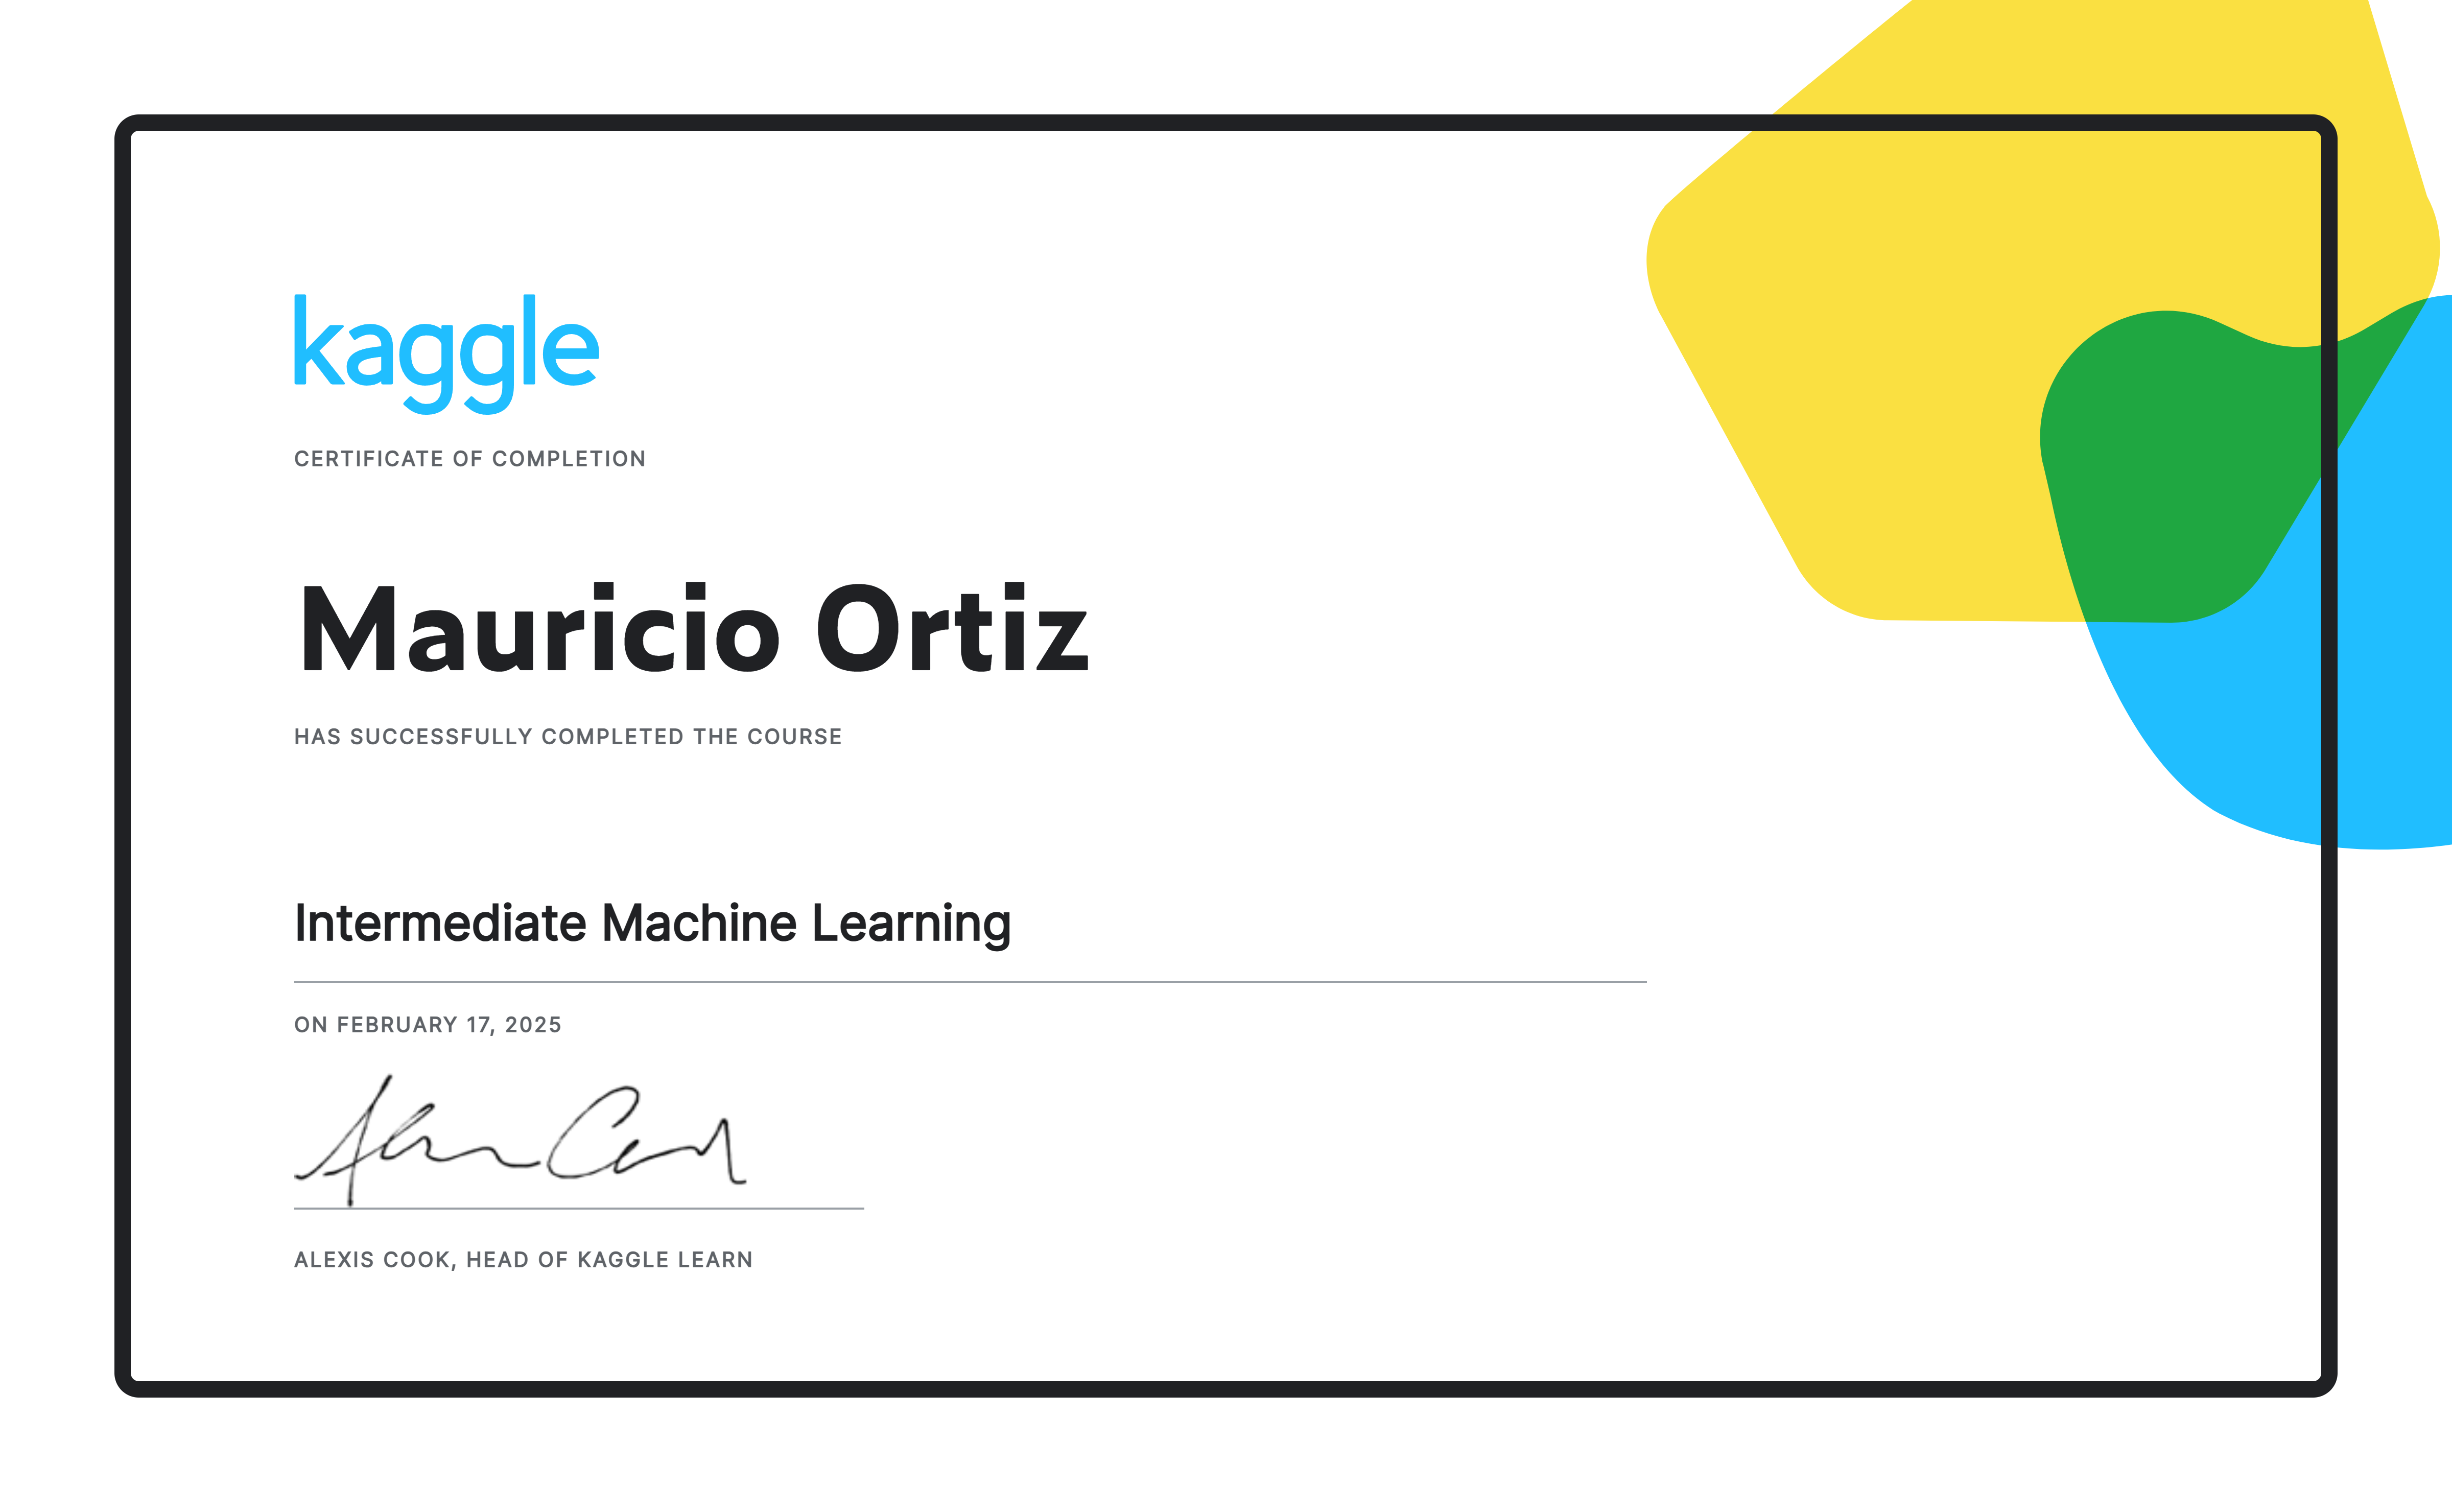 kaggle
CERTIFICATE OF COMPLETION
Mauricio Ortiz
HAS SUCCESSFULLY COMPLETED THE COURSE
Intermediate Machine Learning
ON FEBRUARY 17, 2025
ALEXIS COOK, HEAD OF KAGGLE LEARN